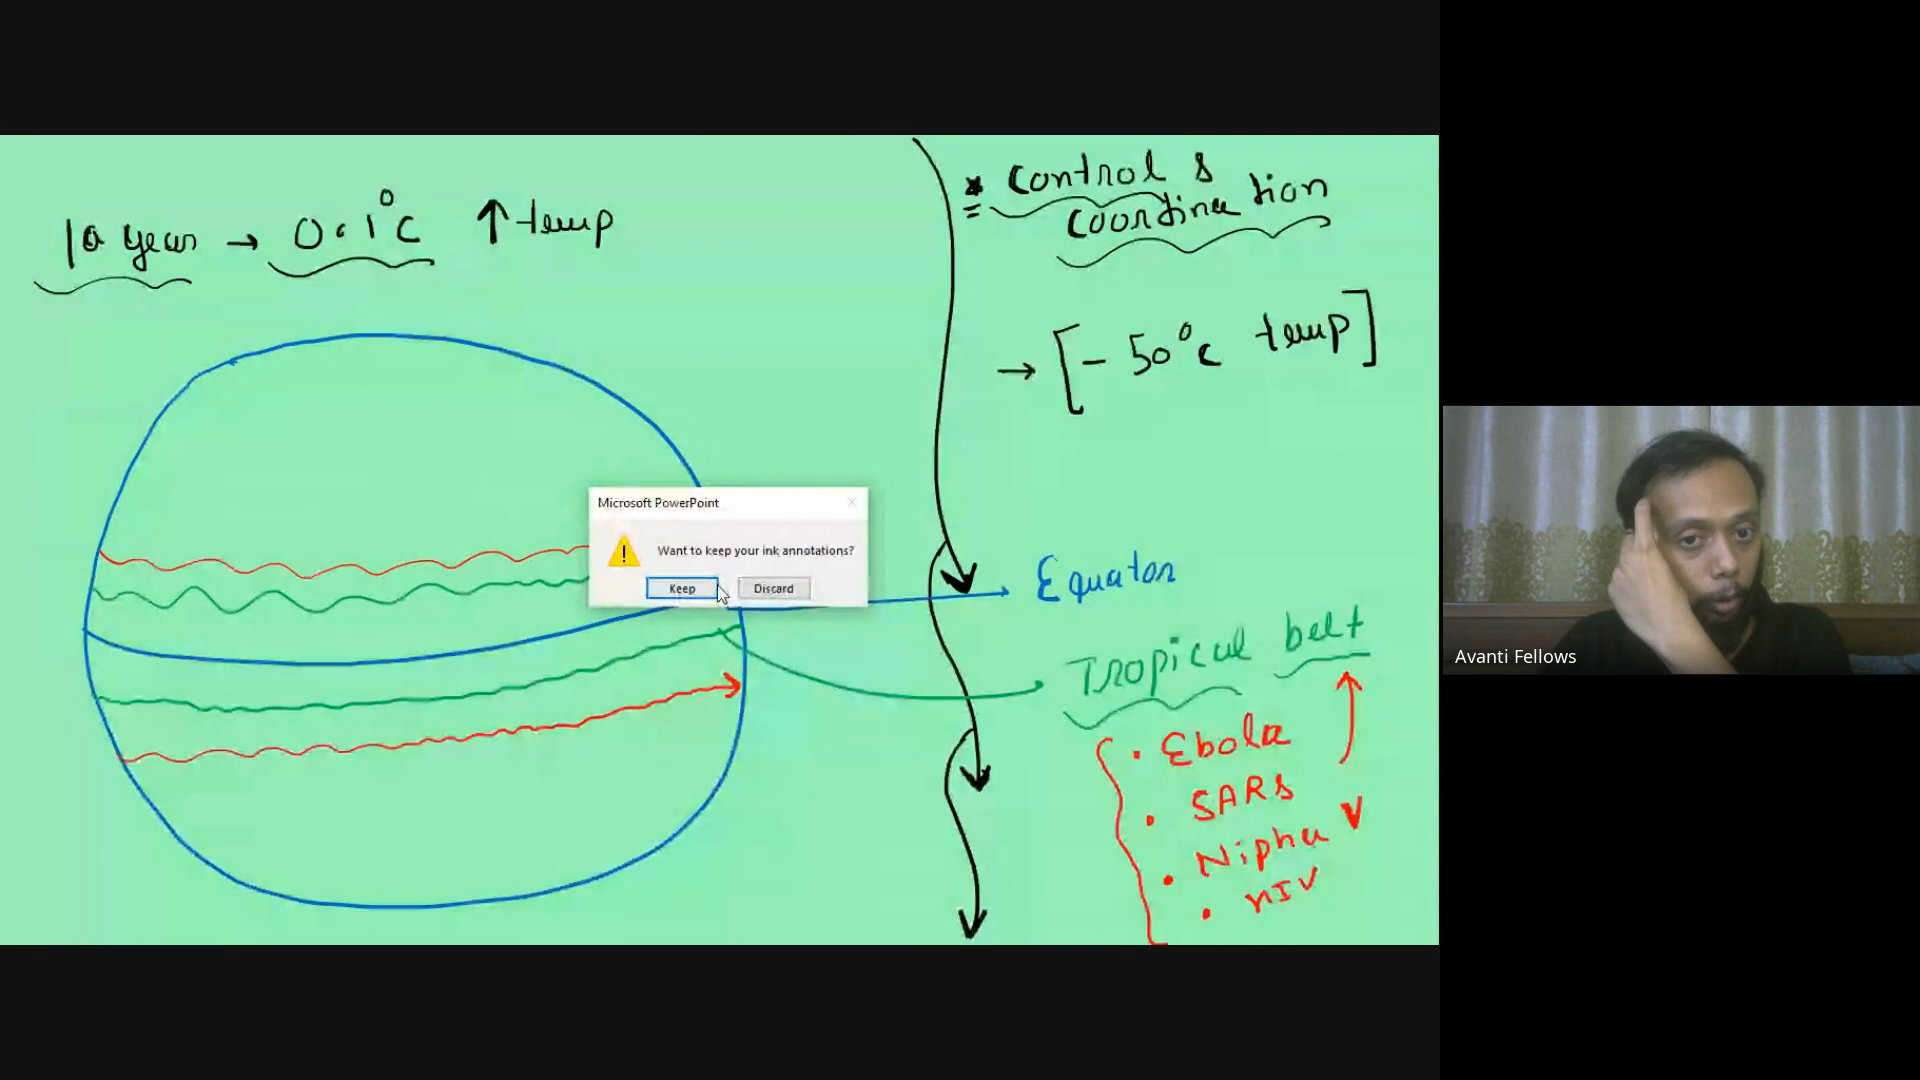 10 year → 0.1°C ↑ temp
* Control &
Coordination
→ [- 50°C temp]
Microsoft PowerPoint
Want to keep your ink annotations?
Keep
Discard
Equator
Tropical belt
• Ebola
• SARS
• Nipha
Avanti Fellows